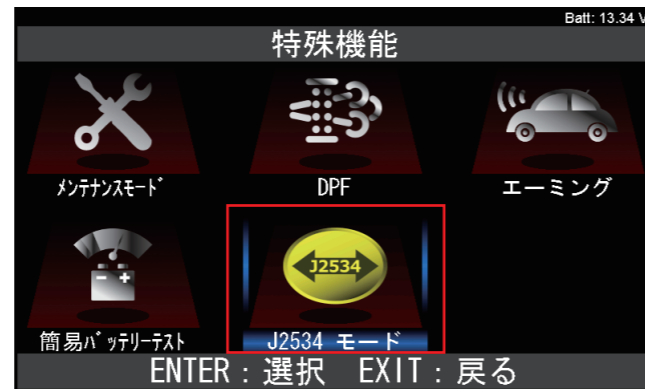 Batt: 13.34 V
特殊機能
メンテナンスモード
DPF
エーミング
J2534
簡易バッテリーテスト
J2534 モード
ENTER：選択 EXIT：戻る